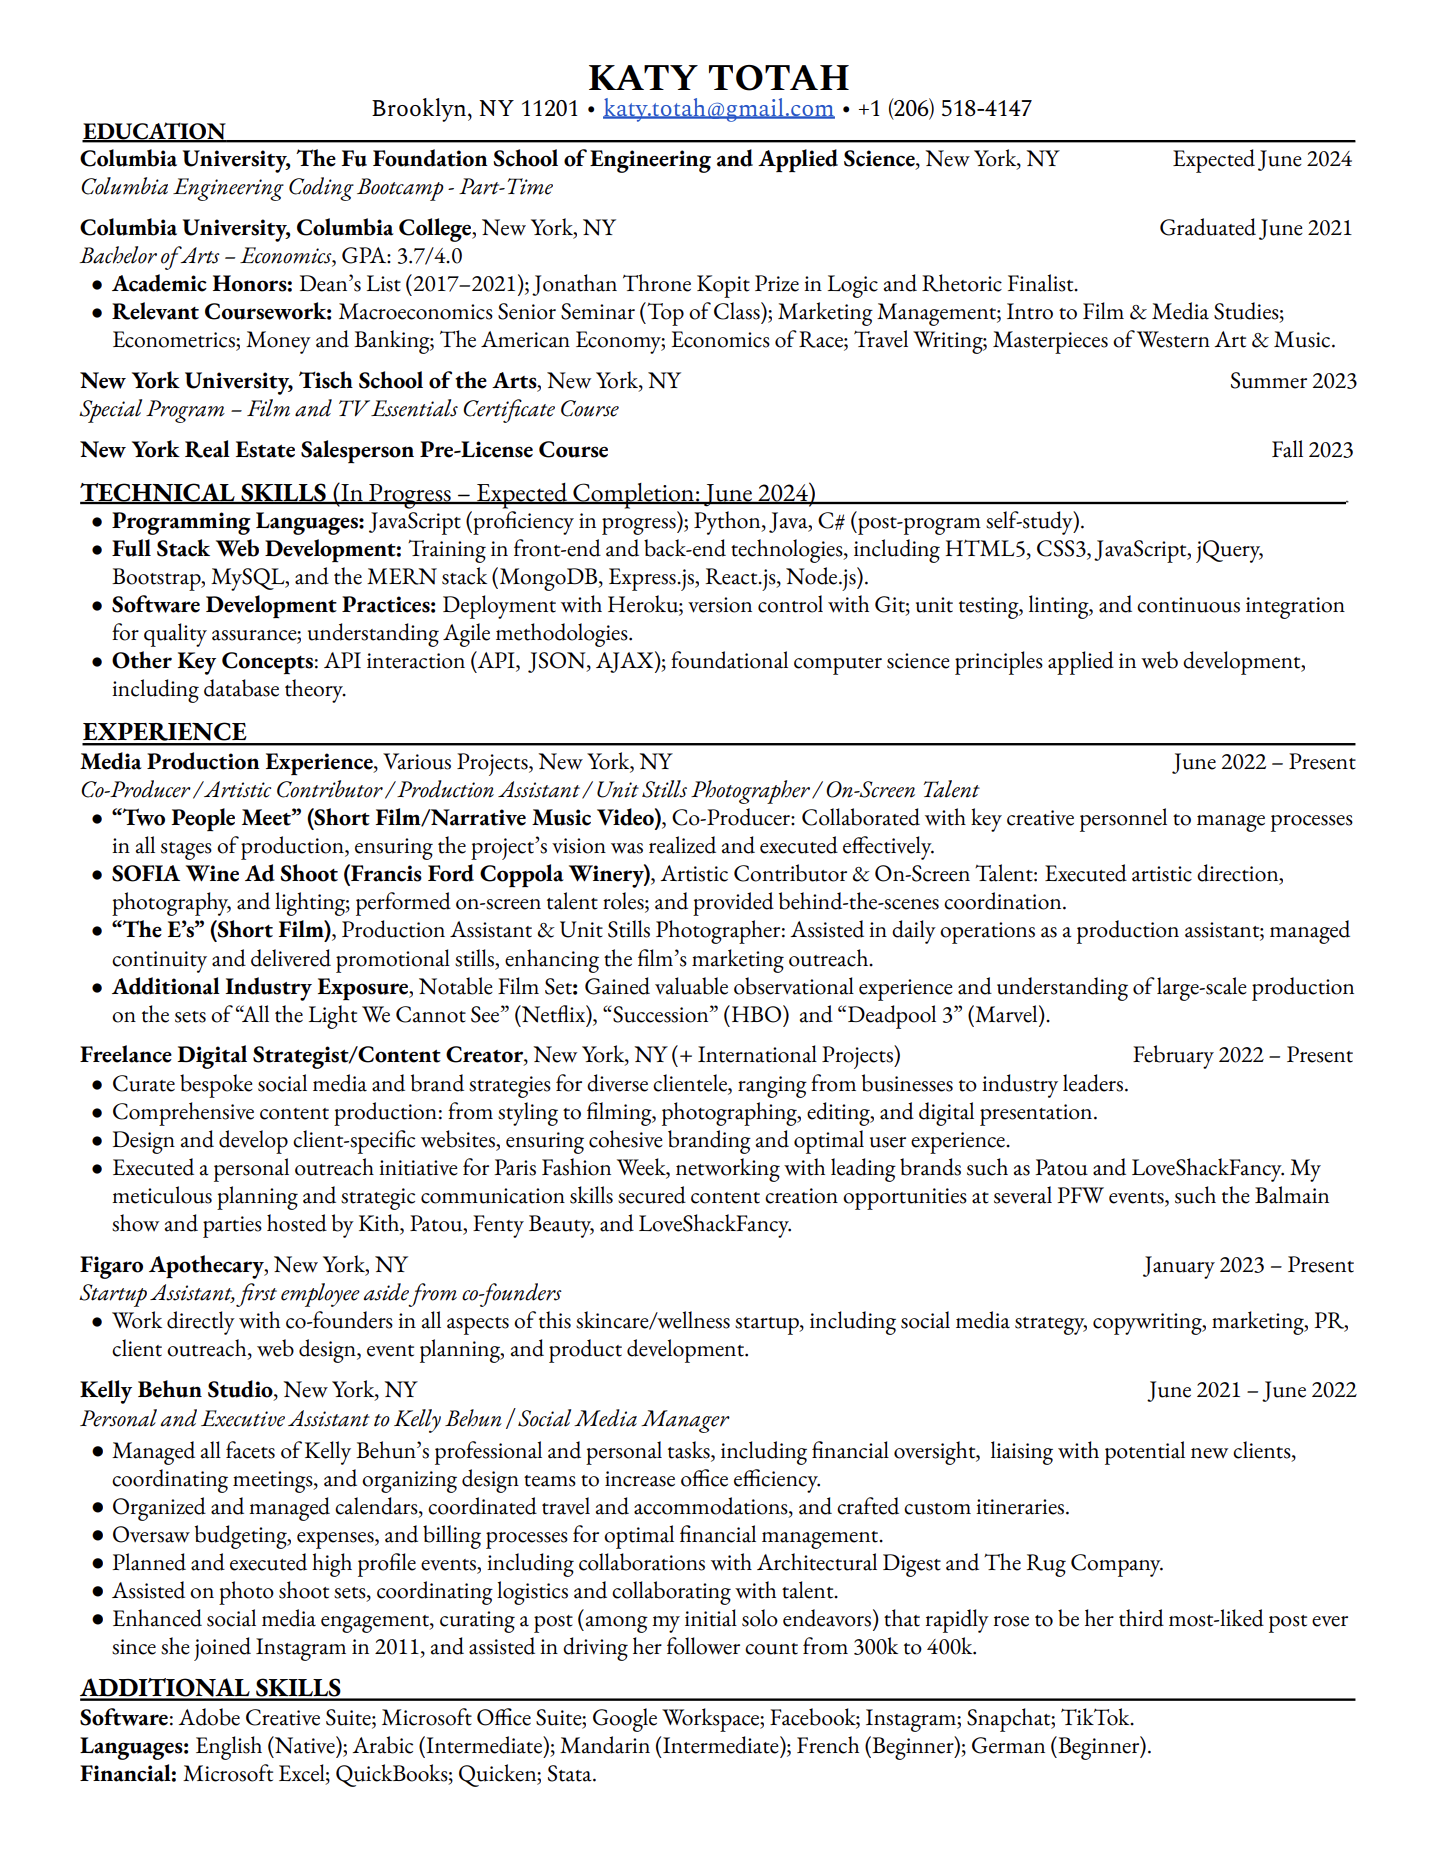 KATY TOTAH
Brooklyn, NY 11201 • katy.totah@gmail.com • +1 (206) 518-4147
EDUCATION
Columbia University, The Fu Foundation School of Engineering and Applied Science, New York, NY Expected June 2024
Columbia Engineering Coding Bootcamp - Part-Time
Columbia University, Columbia College, New York, NY Graduated June 2021
Bachelor of Arts – Economics, GPA: 3.7/4.0
● Academic Honors: Dean’s List (2017–2021); Jonathan Throne Kopit Prize in Logic and Rhetoric Finalist.
● Relevant Coursework: Macroeconomics Senior Seminar (Top of Class); Marketing Management; Intro to Film & Media Studies;
Econometrics; Money and Banking; The American Economy; Economics of Race; Travel Writing; Masterpieces of Western Art & Music.
New York University, Tisch School of the Arts, New York, NY Summer 2023
Special Program – Film and TV Essentials Certificate Course
New York Real Estate Salesperson Pre-License Course Fall 2023
TECHNICAL SKILLS (In Progress – Expected Completion: June 2024)
● Programming Languages: JavaScript (proficiency in progress); Python, Java, C# (post-program self-study).
● Full Stack Web Development: Training in front-end and back-end technologies, including HTML5, CSS3, JavaScript, jQuery,
Bootstrap, MySQL, and the MERN stack (MongoDB, Express.js, React.js, Node.js).
● Software Development Practices: Deployment with Heroku; version control with Git; unit testing, linting, and continuous integration
for quality assurance; understanding Agile methodologies.
● Other Key Concepts: API interaction (API, JSON, AJAX); foundational computer science principles applied in web development,
including database theory.
EXPERIENCE
Media Production Experience, Various Projects, New York, NY June 2022 – Present
Co-Producer / Artistic Contributor / Production Assistant / Unit Stills Photographer / On-Screen Talent
● “Two People Meet” (Short Film/Narrative Music Video), Co-Producer: Collaborated with key creative personnel to manage processes
in all stages of production, ensuring the project’s vision was realized and executed effectively.
● SOFIA Wine Ad Shoot (Francis Ford Coppola Winery), Artistic Contributor & On-Screen Talent: Executed artistic direction,
photography, and lighting; performed on-screen talent roles; and provided behind-the-scenes coordination.
● “The E’s” (Short Film), Production Assistant & Unit Stills Photographer: Assisted in daily operations as a production assistant; managed
continuity and delivered promotional stills, enhancing the film’s marketing outreach.
● Additional Industry Exposure, Notable Film Set: Gained valuable observational experience and understanding of large-scale production
on the sets of “All the Light We Cannot See” (Netflix), “Succession” (HBO) and “Deadpool 3” (Marvel).
Freelance Digital Strategist/Content Creator, New York, NY (+ International Projects) February 2022 – Present
● Curate bespoke social media and brand strategies for diverse clientele, ranging from businesses to industry leaders.
● Comprehensive content production: from styling to filming, photographing, editing, and digital presentation.
● Design and develop client-specific websites, ensuring cohesive branding and optimal user experience.
● Executed a personal outreach initiative for Paris Fashion Week, networking with leading brands such as Patou and LoveShackFancy. My
meticulous planning and strategic communication skills secured content creation opportunities at several PFW events, such the Balmain
show and parties hosted by Kith, Patou, Fenty Beauty, and LoveShackFancy.
Figaro Apothecary, New York, NY January 2023 – Present
Startup Assistant, first employee aside from co-founders
● Work directly with co-founders in all aspects of this skincare/wellness startup, including social media strategy, copywriting, marketing, PR,
client outreach, web design, event planning, and product development.
Kelly Behun Studio, New York, NY June 2021 – June 2022
Personal and Executive Assistant to Kelly Behun / Social Media Manager
● Managed all facets of Kelly Behun’s professional and personal tasks, including financial oversight, liaising with potential new clients,
coordinating meetings, and organizing design teams to increase office efficiency.
● Organized and managed calendars, coordinated travel and accommodations, and crafted custom itineraries.
● Oversaw budgeting, expenses, and billing processes for optimal financial management.
● Planned and executed high profile events, including collaborations with Architectural Digest and The Rug Company.
● Assisted on photo shoot sets, coordinating logistics and collaborating with talent.
● Enhanced social media engagement, curating a post (among my initial solo endeavors) that rapidly rose to be her third most-liked post ever
since she joined Instagram in 2011, and assisted in driving her follower count from 300k to 400k.
ADDITIONAL SKILLS
Software: Adobe Creative Suite; Microsoft Office Suite; Google Workspace; Facebook; Instagram; Snapchat; TikTok.
Languages: English (Native); Arabic (Intermediate); Mandarin (Intermediate); French (Beginner); German (Beginner).
Financial: Microsoft Excel; QuickBooks; Quicken; Stata.